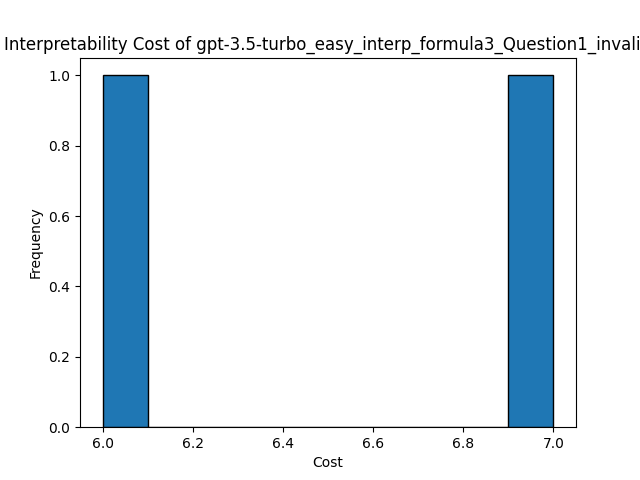 Interpretability Cost of gpt-3.5-turbo_easy_interp_formula3_Question1_invali
1.0
0.8
0.6
0.4
0.2
0.0
Frequency
6.0 6.2 6.4 6.6 6.8 7.0
Cost